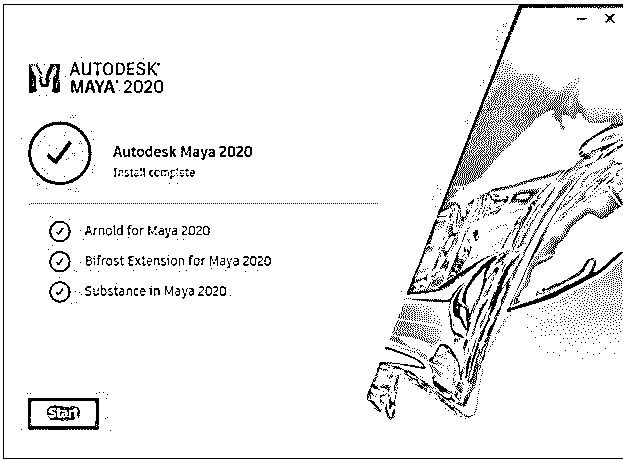 AUTODESK®
MAYA® 2020
Autodesk Maya 2020
Install complete
Arnold for Maya 2020
Bifrost Extension for Maya 2020
Substance in Maya 2020
Start